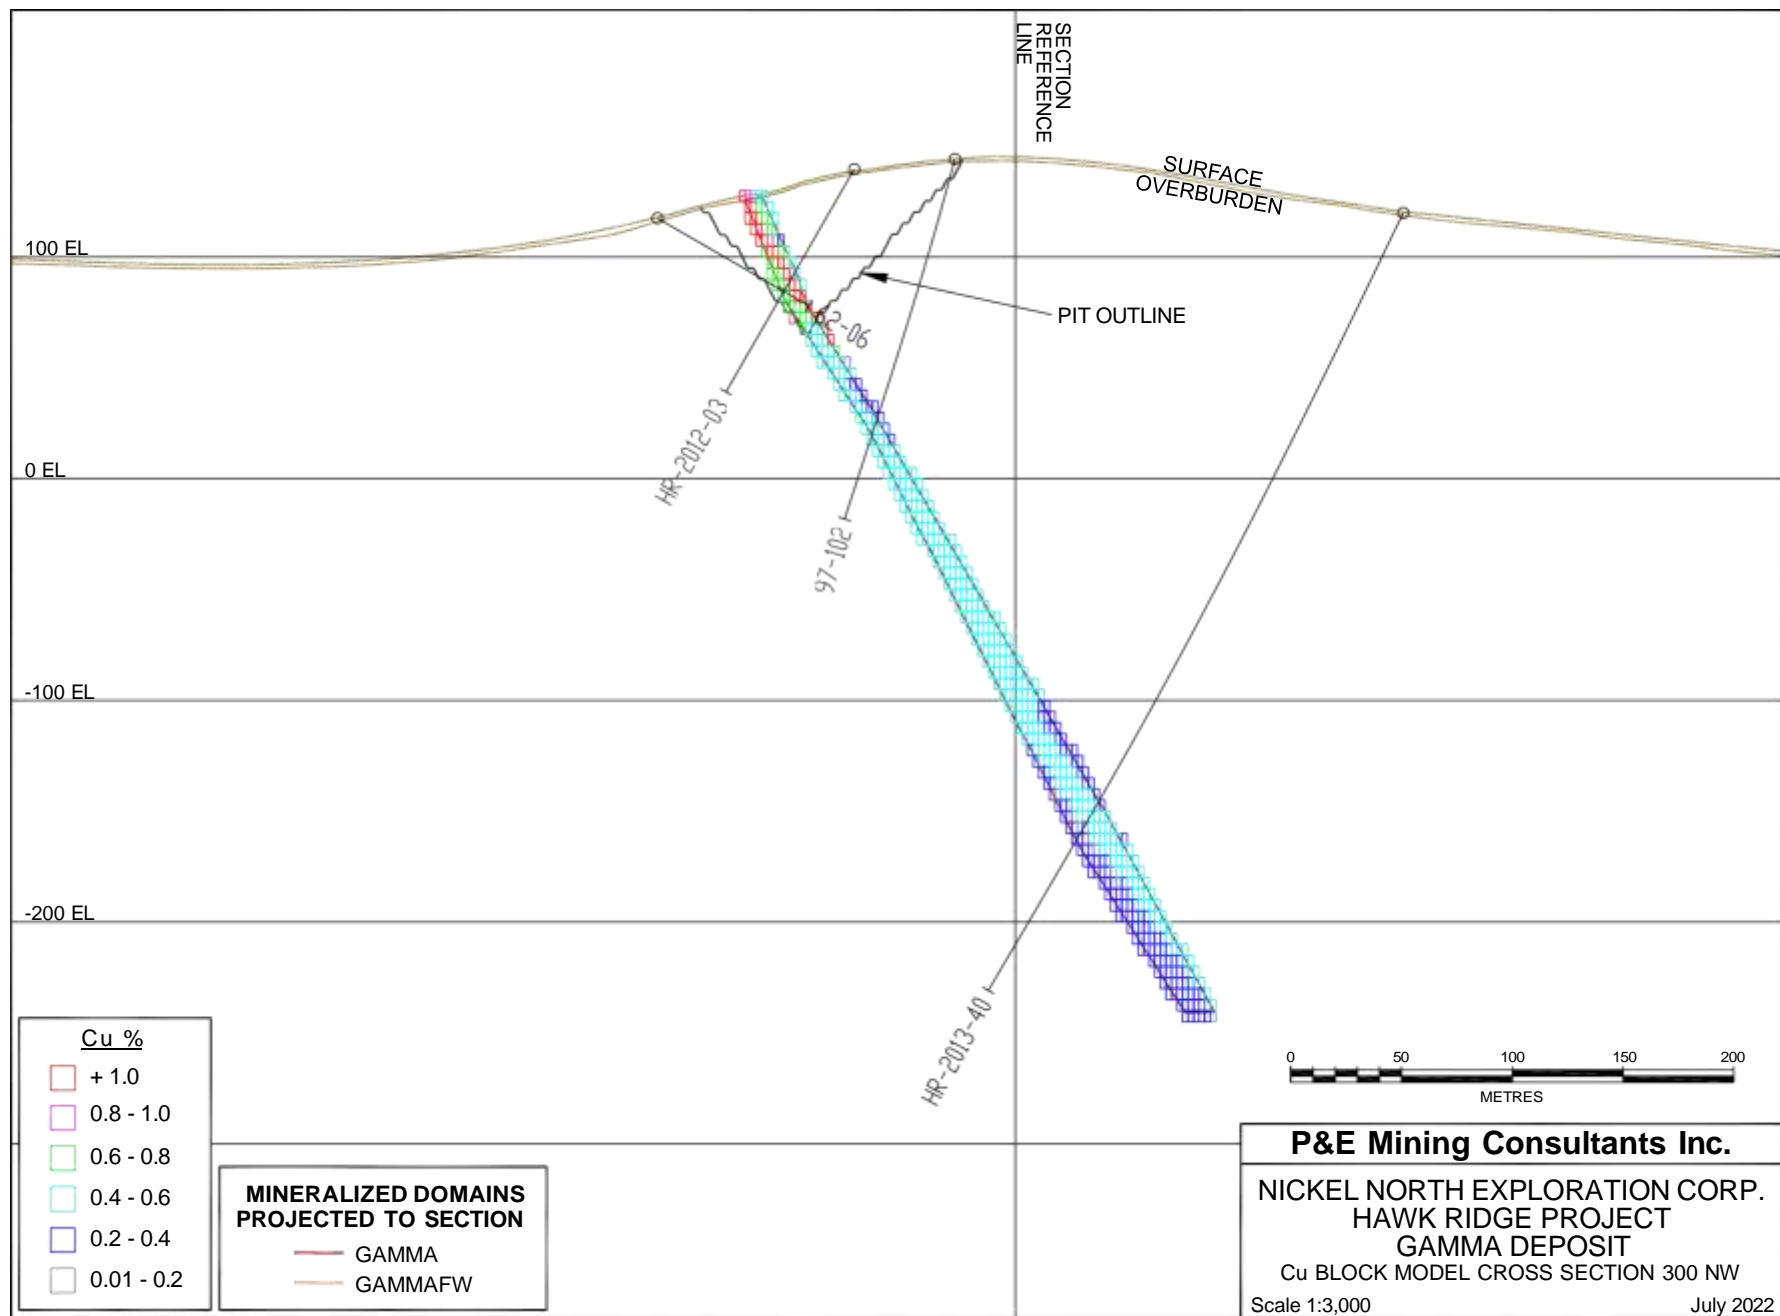 SECTION
REFERENCE
LINE
SURFACE
OVERBURDEN
100 EL
PIT OUTLINE
62-06
HR-2012-03
0 EL
97-102
-100 EL
-200 EL
HR-2013-40
Cu %
+ 1.0
0.8 - 1.0
0.6 - 0.8
0.4 - 0.6
0.2 - 0.4
0.01 - 0.2
MINERALIZED DOMAINS
PROJECTED TO SECTION
GAMMA
GAMMAFW
0 50 100 150 200
METRES
P&E Mining Consultants Inc.
NICKEL NORTH EXPLORATION CORP.
HAWK RIDGE PROJECT
GAMMA DEPOSIT
Cu BLOCK MODEL CROSS SECTION 300 NW
Scale 1:3,000 July 2022